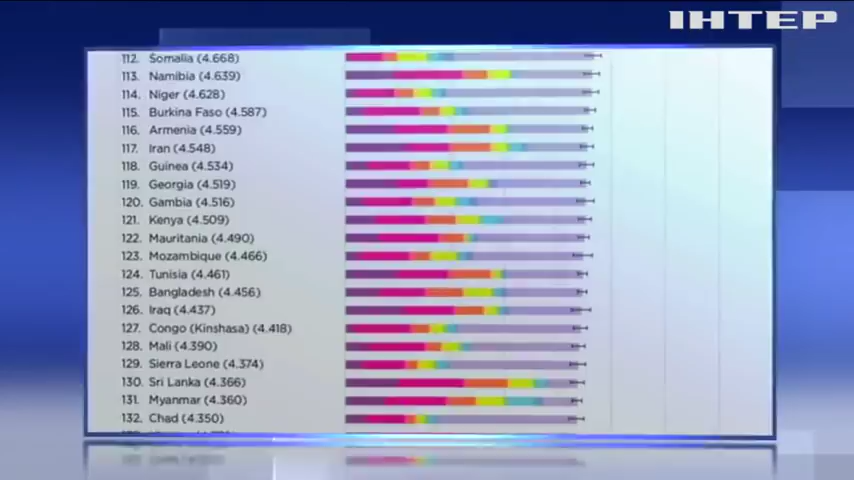 ІНТЕР
112. Somalia (4.668)
113. Namibia (4.639)
114. Niger (4.628)
115. Burkina Faso (4.587)
116. Armenia (4.559)
117. Iran (4.548)
118. Guinea (4.534)
119. Georgia (4.519)
120. Gambia (4.516)
121. Kenya (4.509)
122. Mauritania (4.490)
123. Mozambique (4.466)
124. Tunisia (4.461)
125. Bangladesh (4.456)
126. Iraq (4.437)
127. Congo (Kinshasa) (4.418)
128. Mali (4.390)
129. Sierra Leone (4.374)
130. Sri Lanka (4.366)
131. Myanmar (4.360)
132. Chad (4.350)